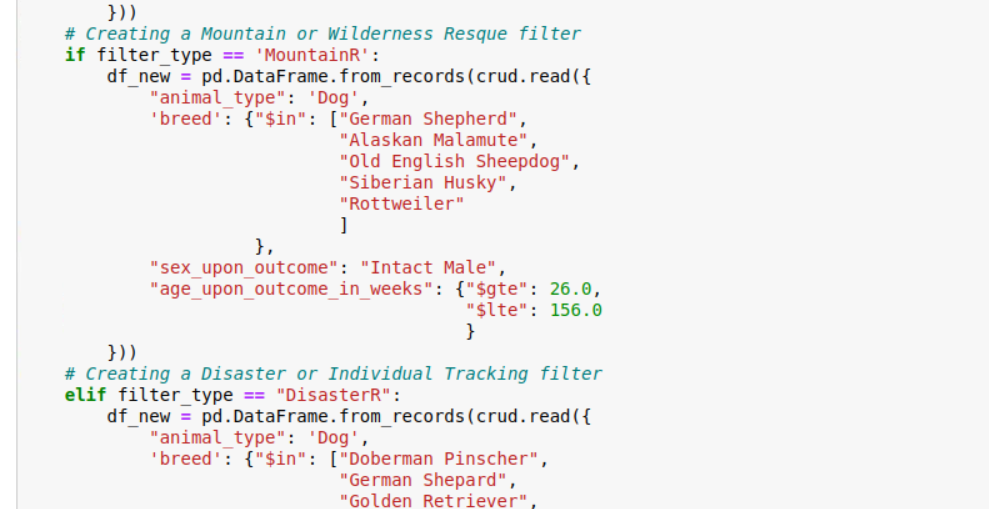 }))
# Creating a Mountain or Wilderness Resque filter
if filter_type == 'MountainR':
df_new = pd.DataFrame.from_records(crud.read({
"animal_type": 'Dog',
'breed': {"$in": ["German Shepherd",
"Alaskan Malamute",
"Old English Sheepdog",
"Siberian Husky",
"Rottweiler"
]
},
"sex_upon_outcome": "Intact Male",
"age_upon_outcome_in_weeks": {"$gte": 26.0,
"$lte": 156.0
}
}))
# Creating a Disaster or Individual Tracking filter
elif filter_type == "DisasterR":
df_new = pd.DataFrame.from_records(crud.read({
"animal_type": 'Dog',
'breed': {"$in": ["Doberman Pinscher",
"German Shepard",
"Golden Retriever",